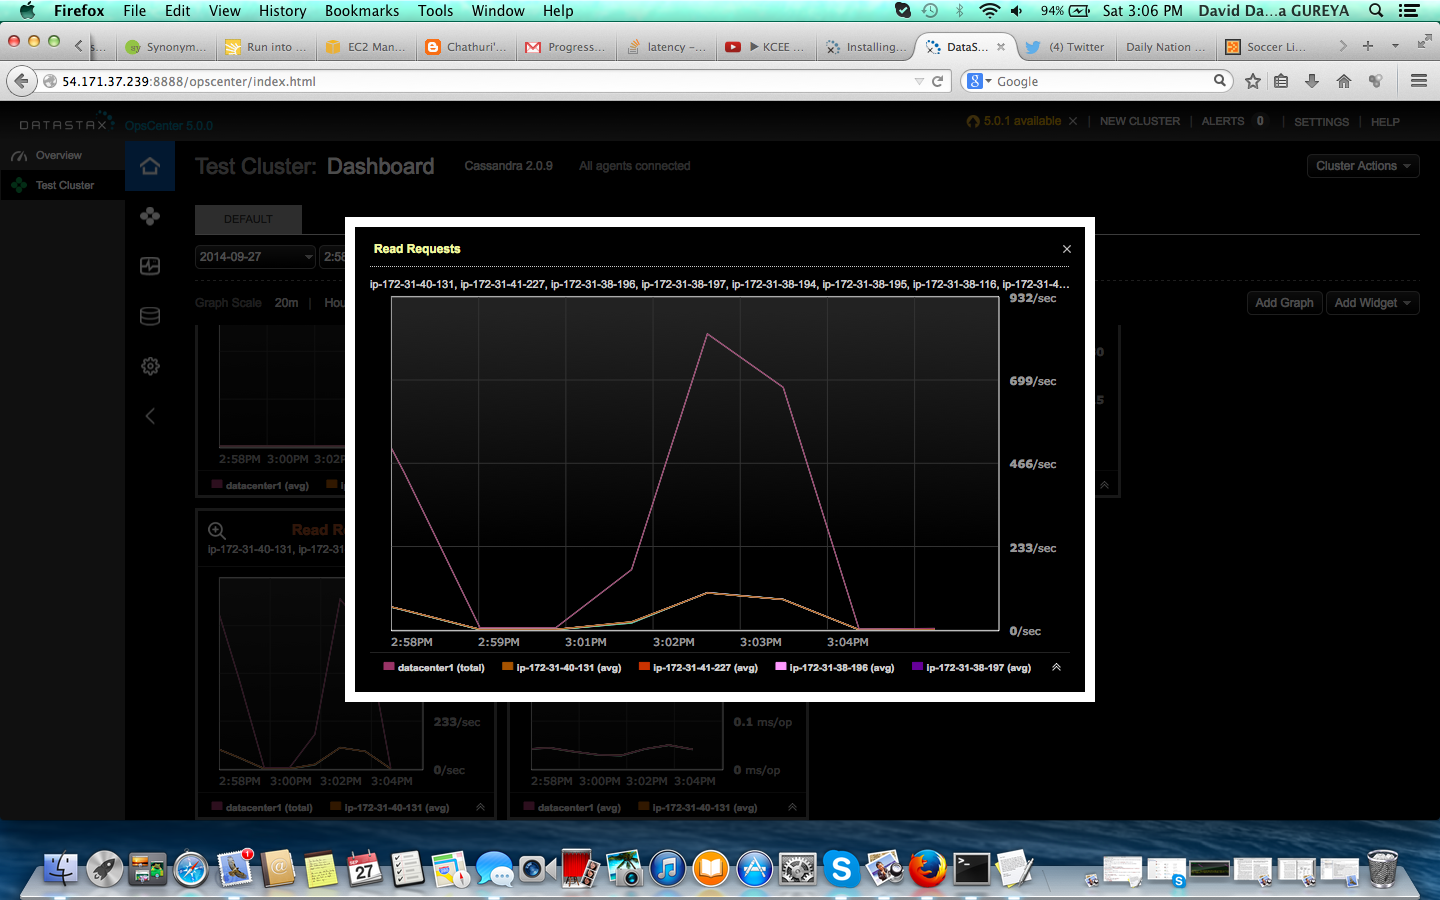 Firefox File Edit View History Bookmarks Tools Window Help 94% Sat 3:06 PM David Da...a GUREYA
s... Synonym... Run into ... EC2 Man... Chathuri'... Progress... latency -... ▶ KCEE ... Installing... DataS... × (4) Twitter Daily Nation ... Soccer Li...
54.171.37.239:8888/opscenter/index.html Google
DATASTAX OpsCenter 5.0.0 5.0.1 available × | NEW CLUSTER | ALERTS 0 | SETTINGS | HELP
Overview
Test Cluster
Test Cluster: Dashboard Cassandra 2.0.9 All agents connected Cluster Actions
DEFAULT
2014-09-27 2:58
Graph Scale 20m | Hou
Add Graph Add Widget
Read Requests ×
ip-172-31-40-131, ip-172-31-41-227, ip-172-31-38-196, ip-172-31-38-197, ip-172-31-38-194, ip-172-31-38-195, ip-172-31-38-116, ip-172-31-4...
932/sec
699/sec
466/sec
233/sec
0/sec
2:58PM 2:59PM 3:01PM 3:02PM 3:03PM 3:04PM
datacenter1 (total) ip-172-31-40-131 (avg) ip-172-31-41-227 (avg) ip-172-31-38-196 (avg) ip-172-31-38-197 (avg)
2:58PM 3:00PM 3:02P
datacenter1 (avg)
Read R
ip-172-31-40-131, ip-172-31
233/sec
0/sec
2:58PM 3:00PM 3:02PM 3:04PM
datacenter1 (total) ip-172-31-40-131 (avg)
0.1 ms/op
0 ms/op
2:58PM 3:00PM 3:02PM 3:04PM
datacenter1 (total) ip-172-31-40-131 (avg)
1
SEP
27